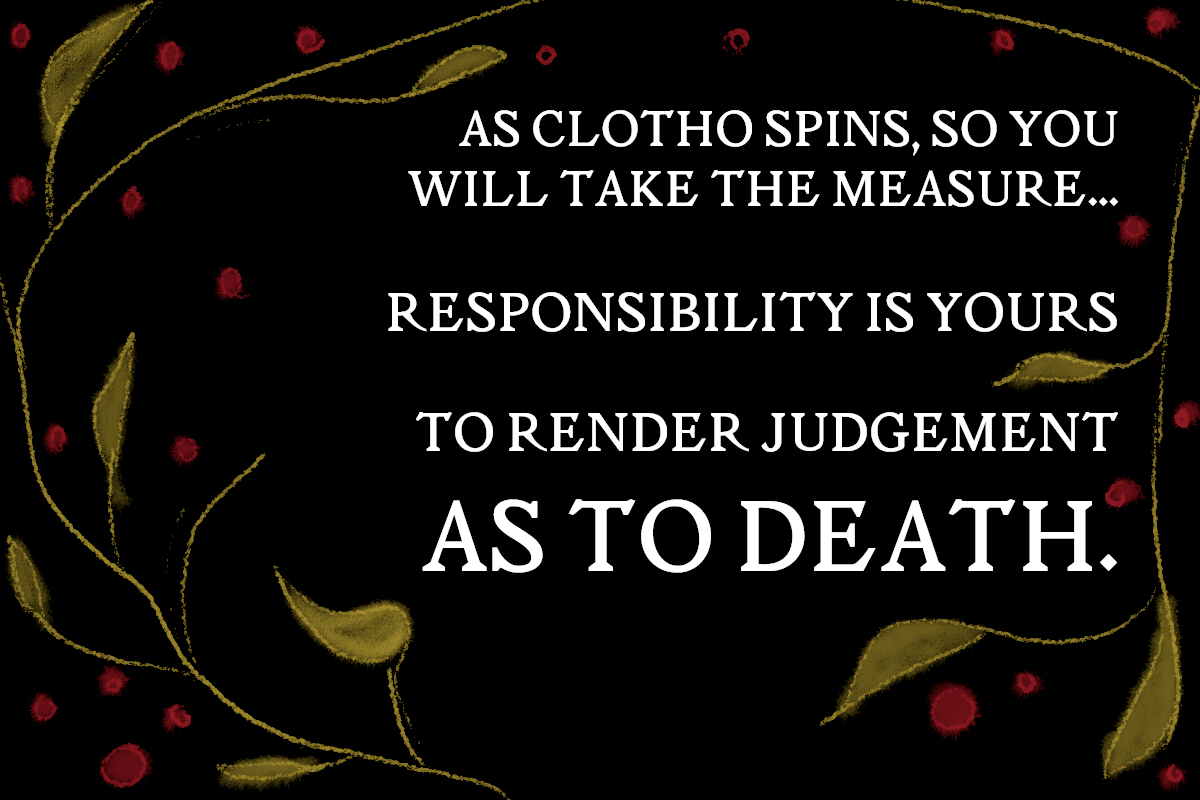 AS CLOTHO SPINS, SO YOU
WILL TAKE THE MEASURE...
RESPONSIBILITY IS YOURS
TO RENDER JUDGEMENT
AS TO DEATH.